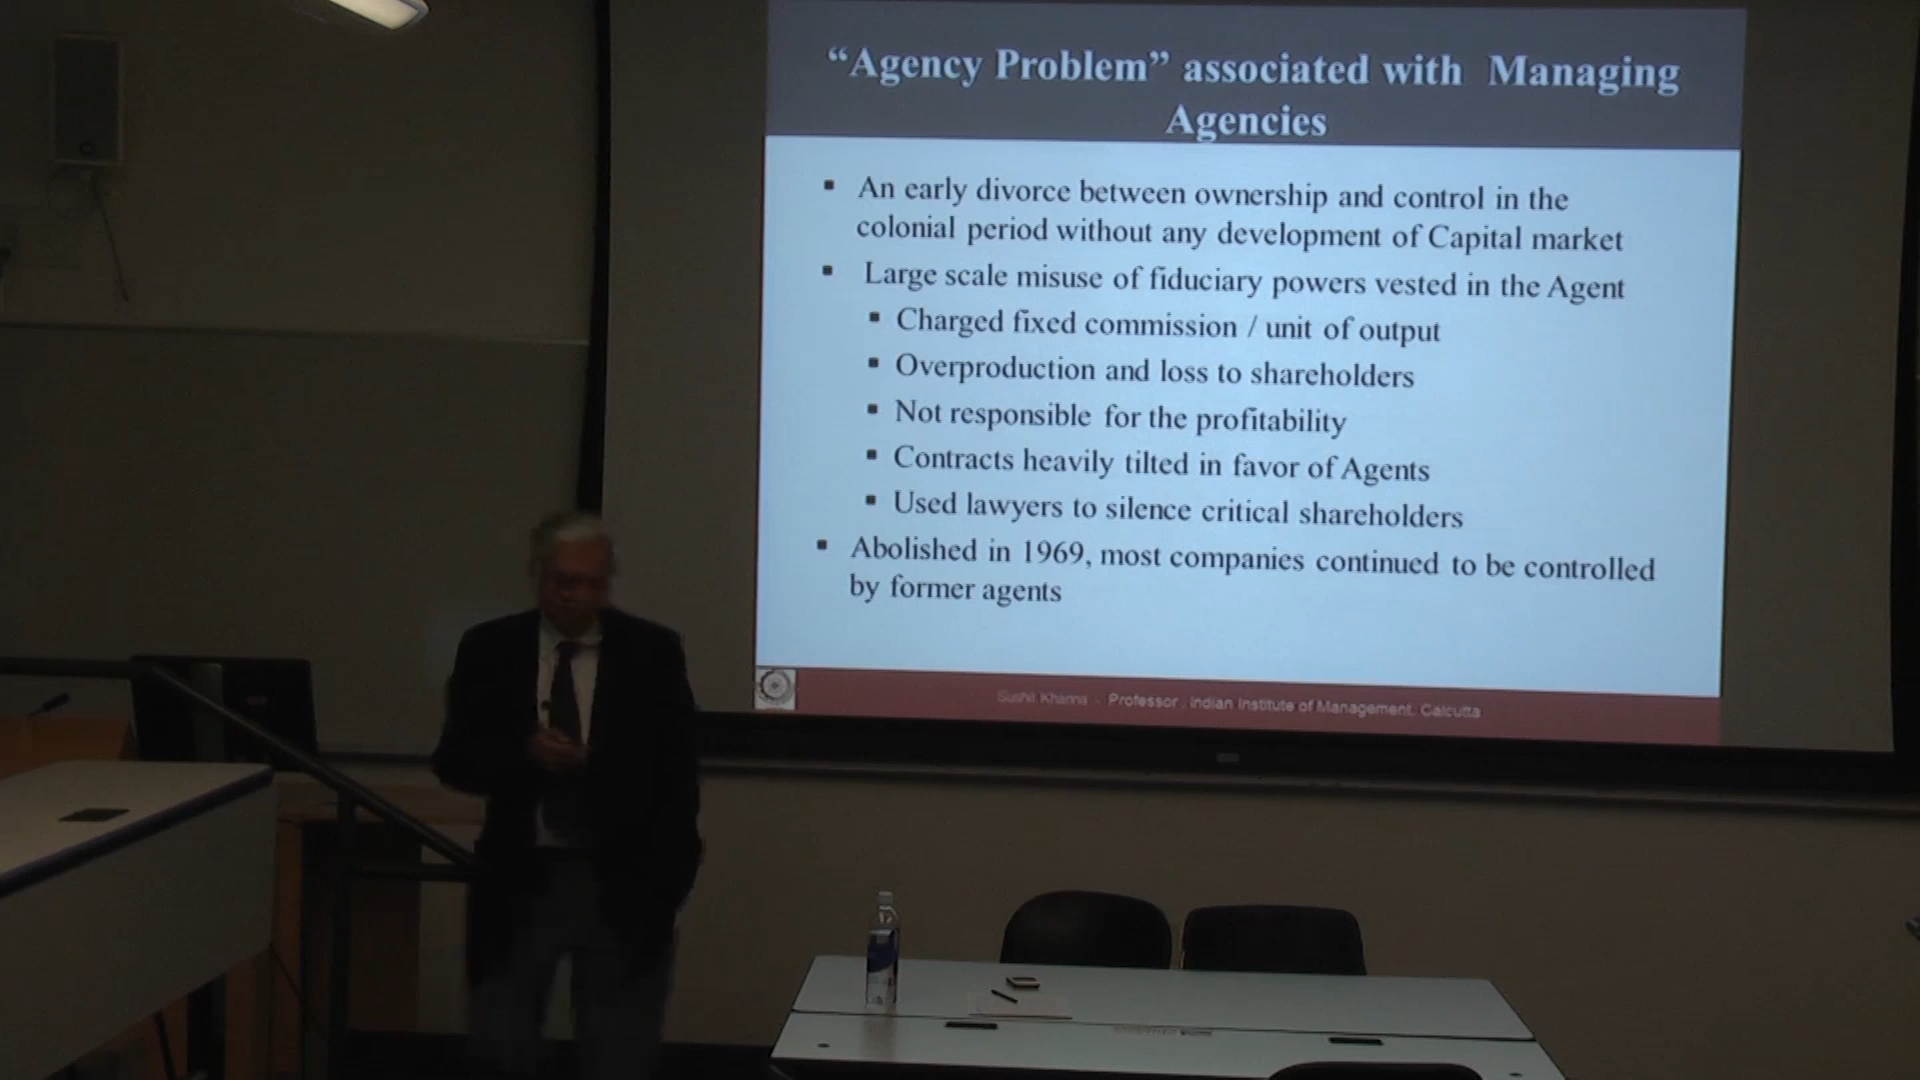 “Agency Problem” associated with Managing
Agencies
▪ An early divorce between ownership and control in the
colonial period without any development of Capital market
▪ Large scale misuse of fiduciary powers vested in the Agent
▪ Charged fixed commission / unit of output
▪ Overproduction and loss to shareholders
▪ Not responsible for the profitability
▪ Contracts heavily tilted in favor of Agents
▪ Used lawyers to silence critical shareholders
▪ Abolished in 1969, most companies continued to be controlled
by former agents
Sushil Khanna - Professor . Indian Institute of Management, Calcutta